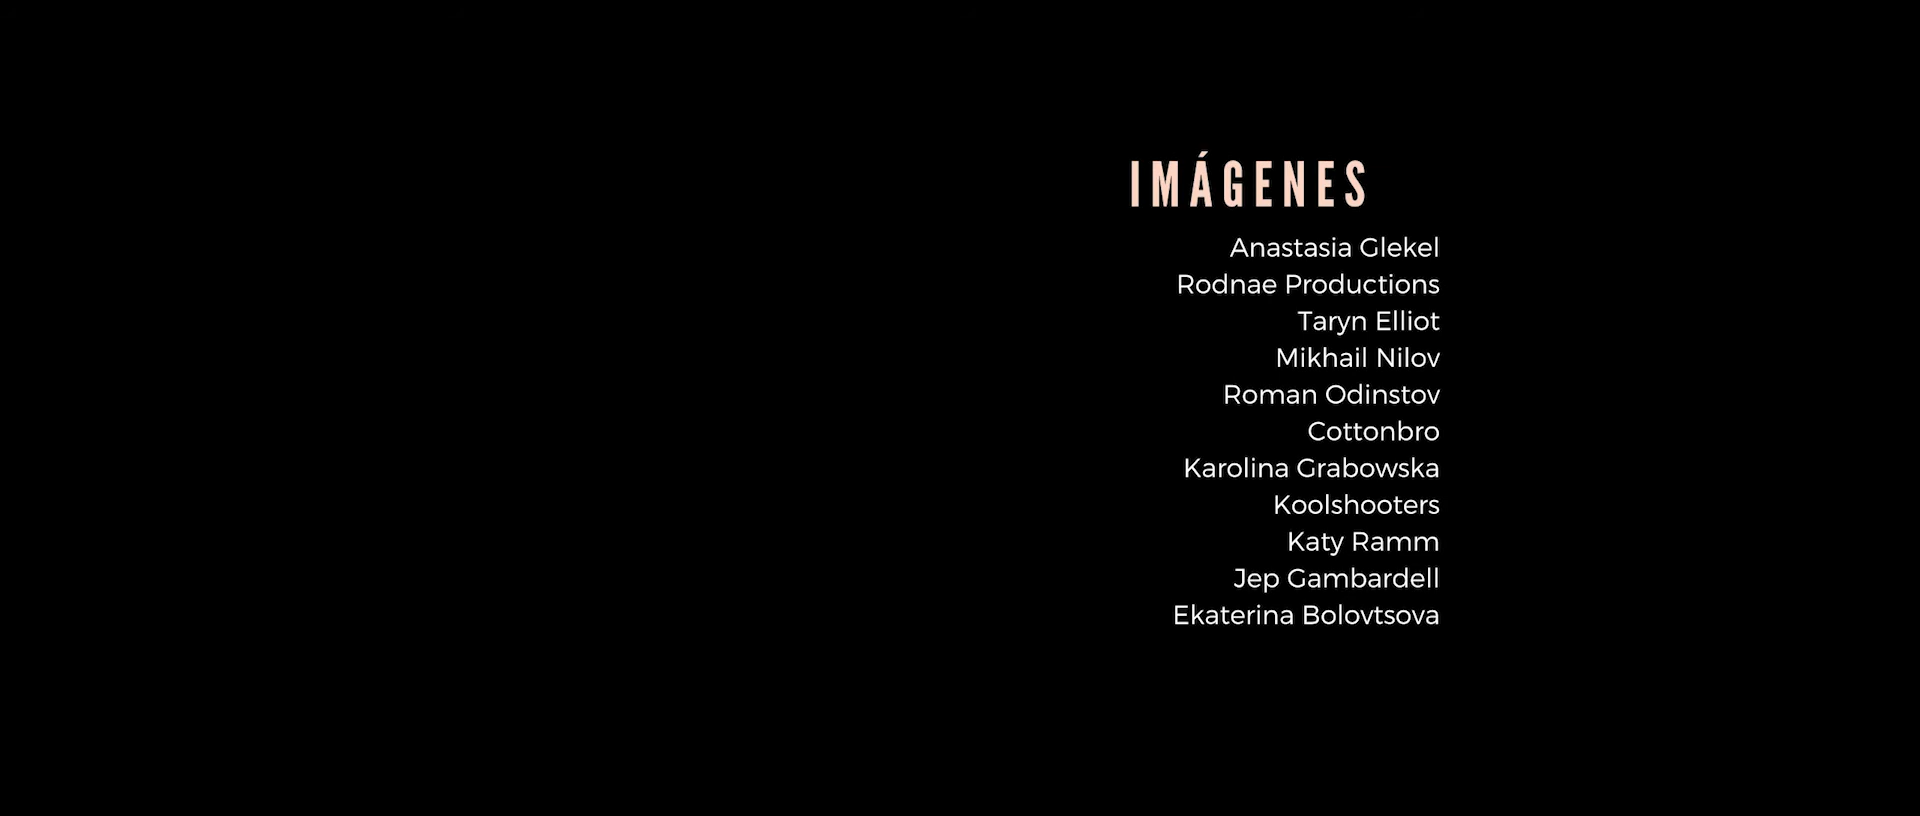 IMÁGENES
Anastasia Glekel
Rodnae Productions
Taryn Elliot
Mikhail Nilov
Roman Odinstov
Cottonbro
Karolina Grabowska
Koolshooters
Katy Ramm
Jep Gambardell
Ekaterina Bolovtsova